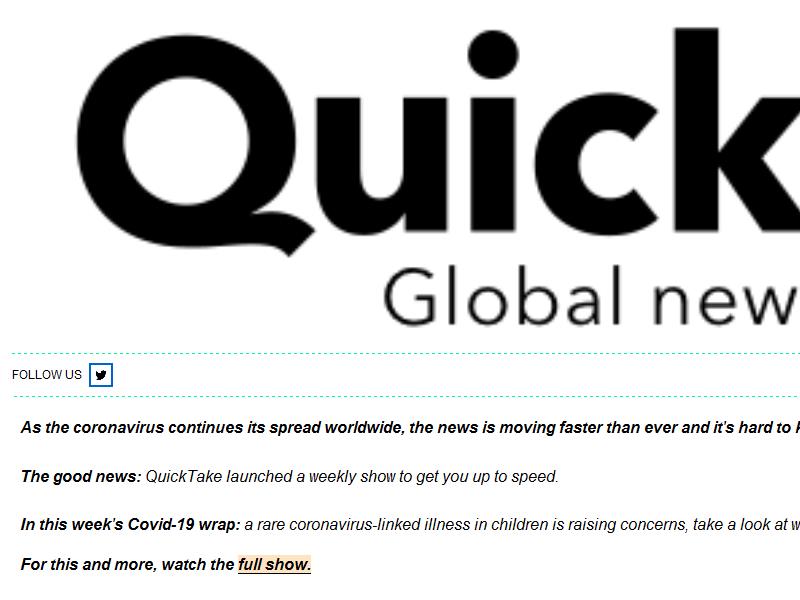 Quick
Global new
FOLLOW US
As the coronavirus continues its spread worldwide, the news is moving faster than ever and it's hard to
The good news: QuickTake launched a weekly show to get you up to speed.
In this week's Covid-19 wrap: a rare coronavirus-linked illness in children is raising concerns, take a look at
For this and more, watch the full show.